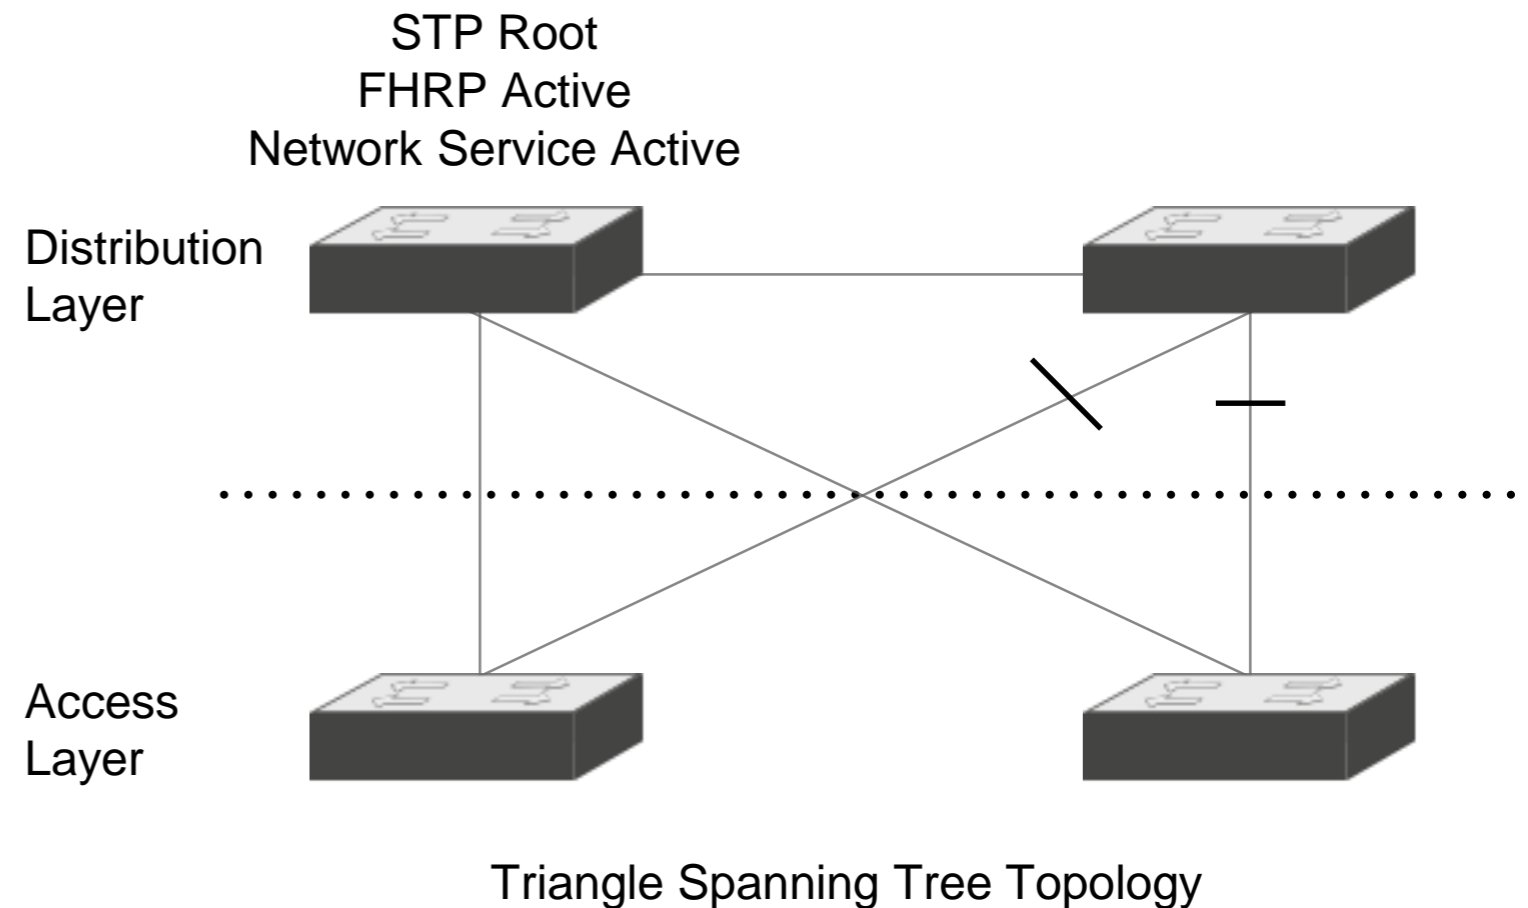 STP Root
FHRP Active
Network Service Active
Distribution
Layer
Access
Layer
Triangle Spanning Tree Topology